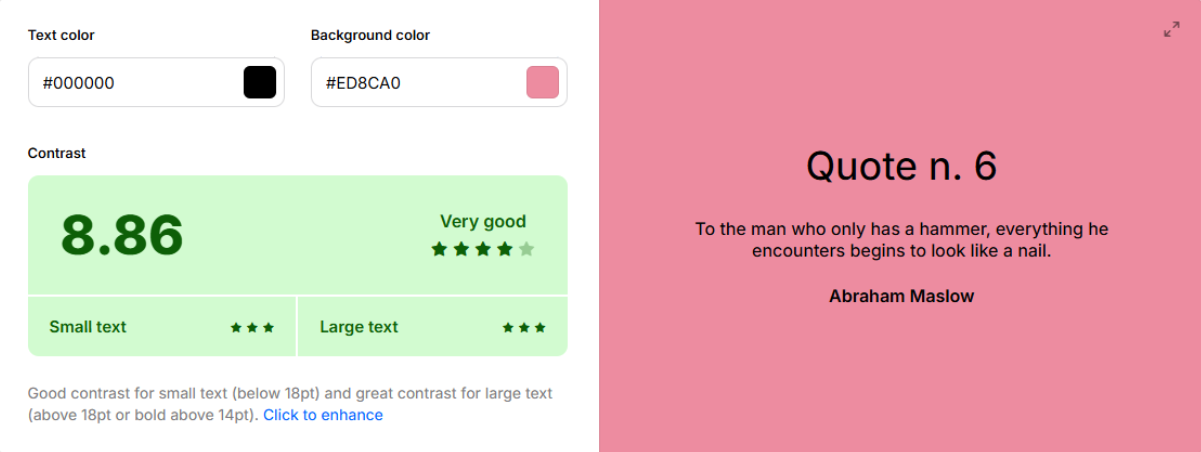 Text color
Background color
#000000
#ED8CA0
Contrast
8.86
Very good
Small text
Large text
Good contrast for small text (below 18pt) and great contrast for large text
(above 18pt or bold above 14pt). Click to enhance
Quote n. 6
To the man who only has a hammer, everything he
encounters begins to look like a nail.
Abraham Maslow